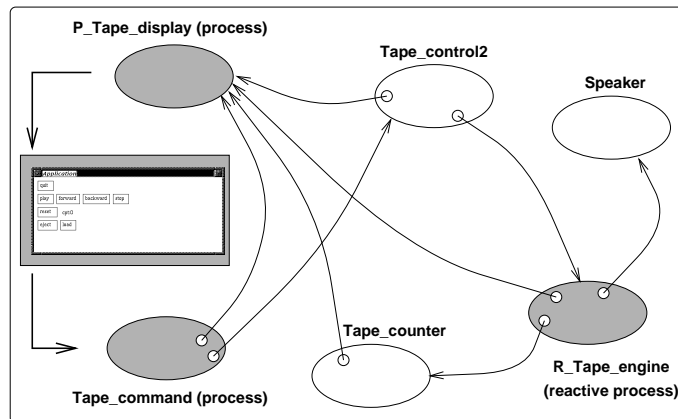 P_Tape_display (process)
Tape_control2
Speaker
Application
quit
play forward backward stop
reset cpt:0
eject load
Tape_counter
R_Tape_engine
(reactive process)
Tape_command (process)